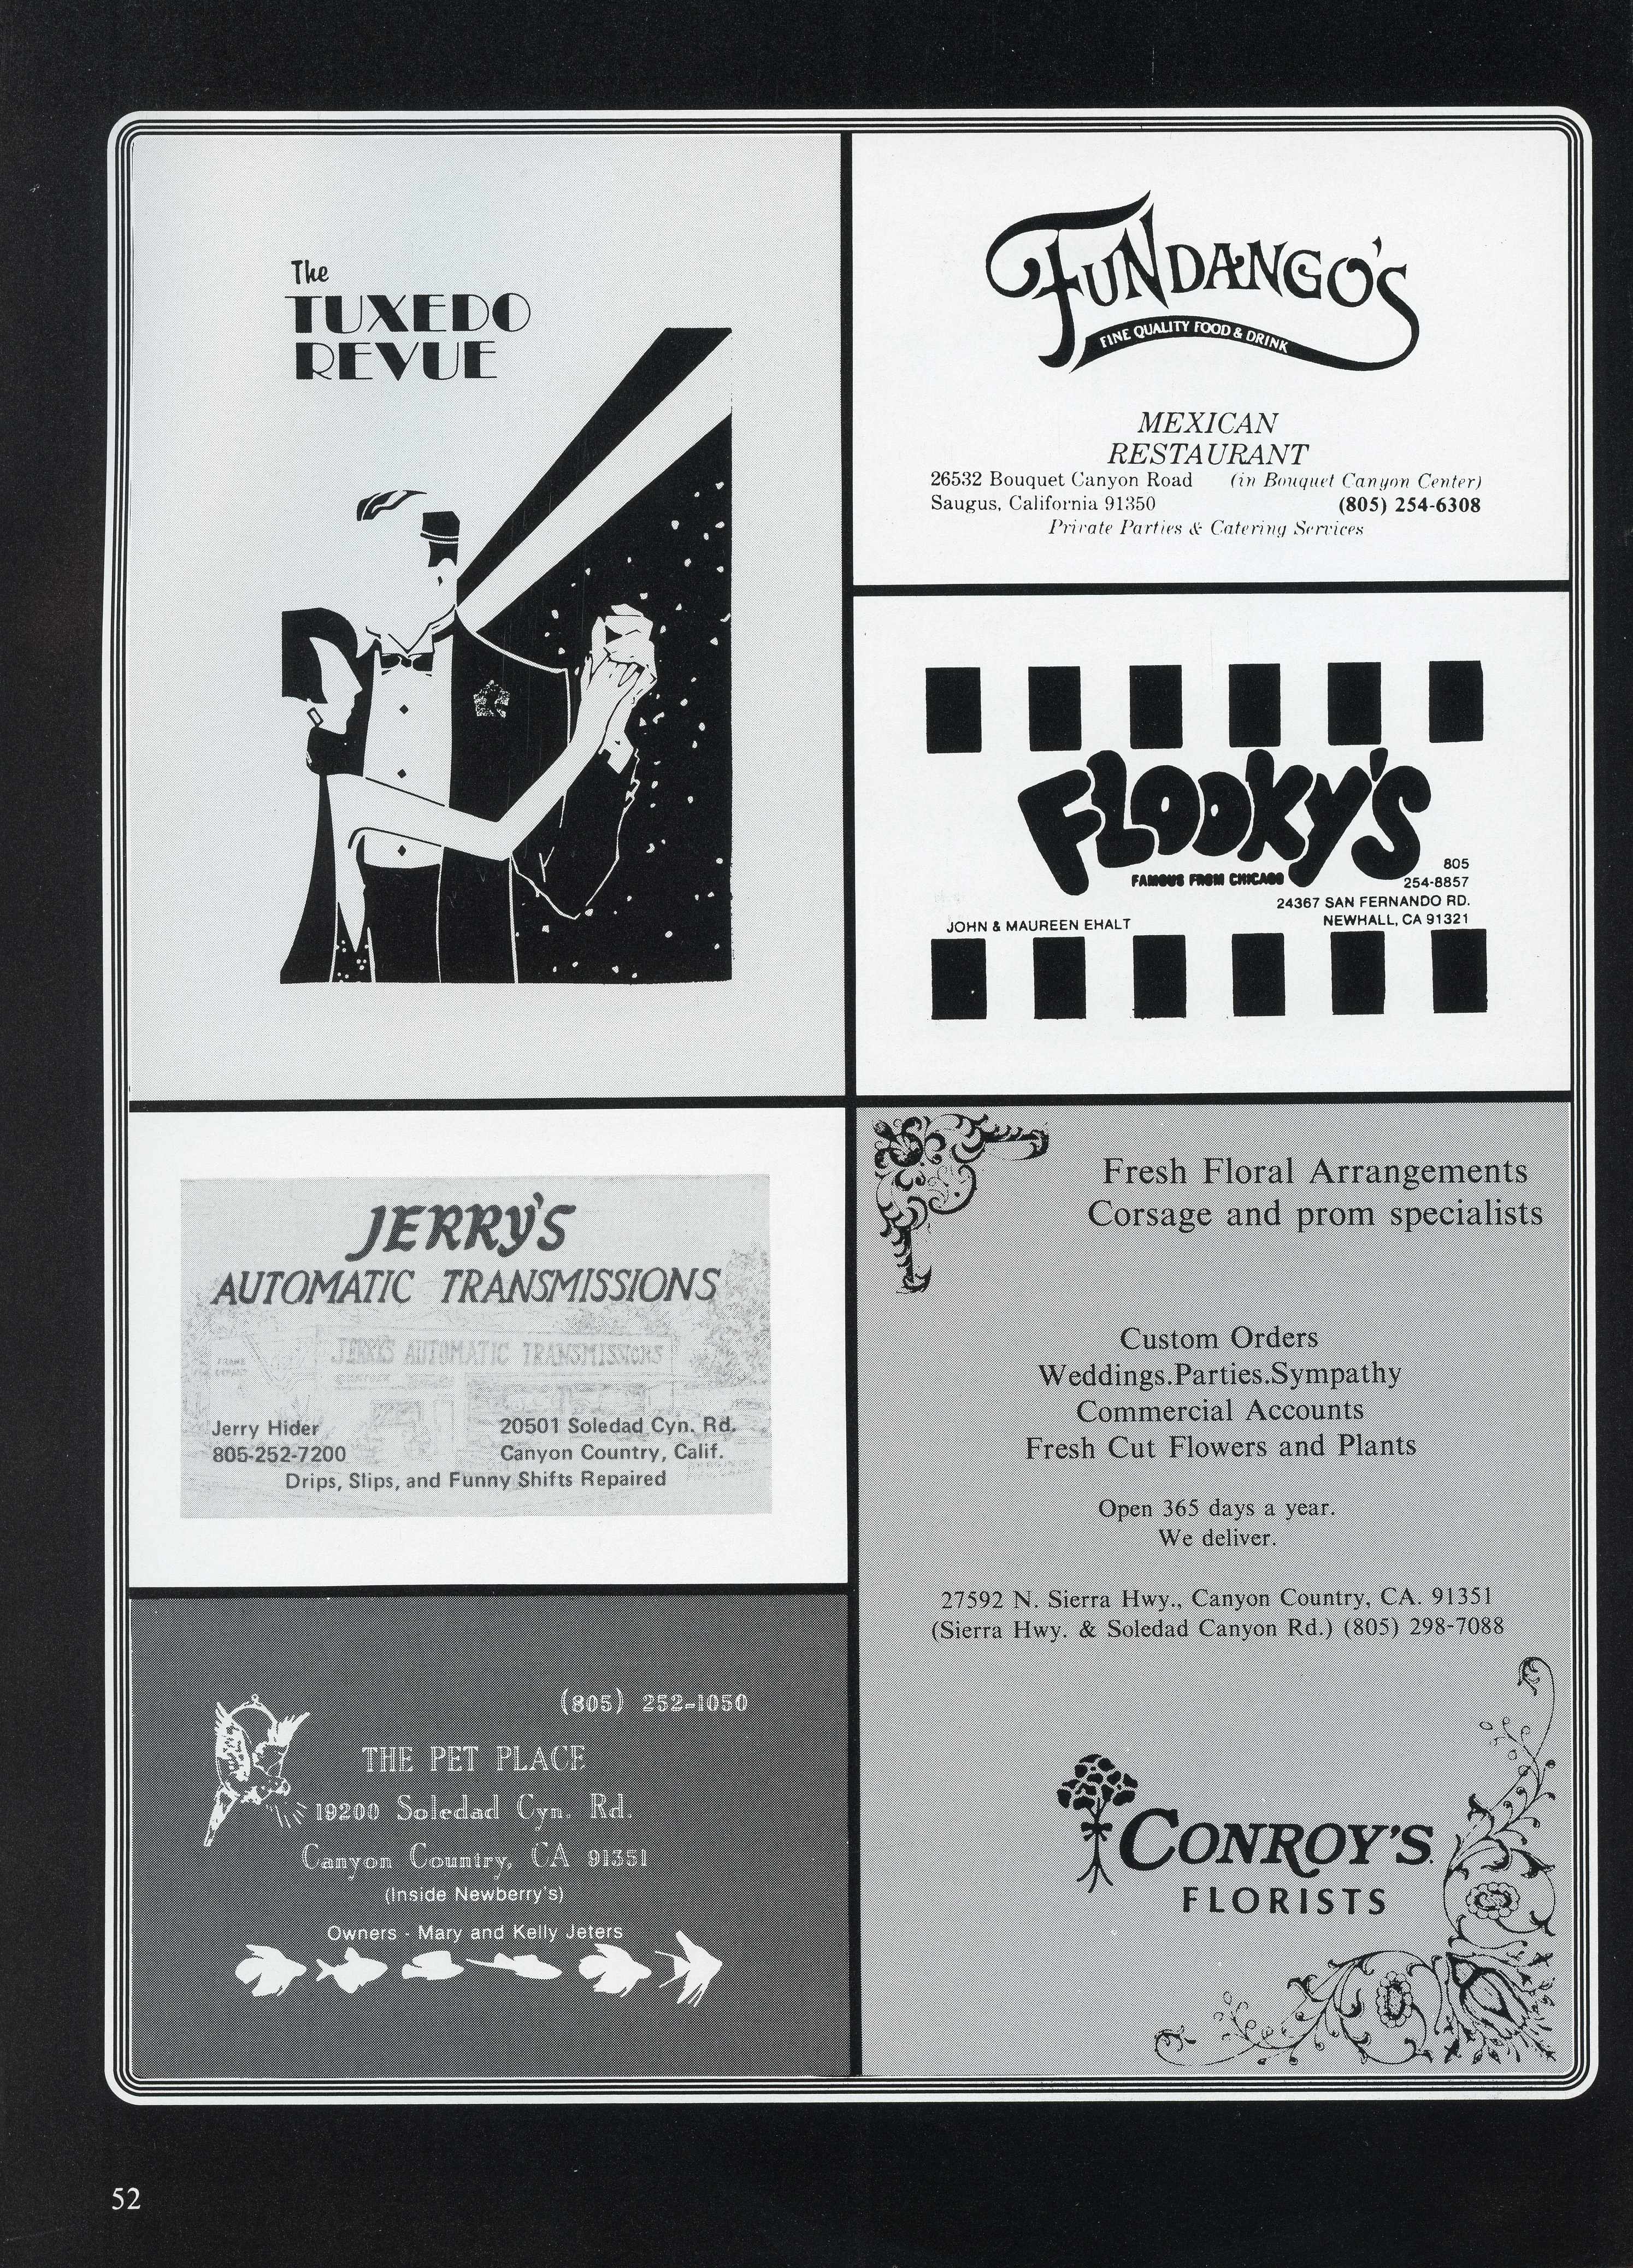 The
TUXEDO
REVUE
FUNDANGO'S
FINE QUALITY FOOD & DRINK
MEXICAN
RESTAURANT
26532 Bouquet Canyon Road (in Bouquet Canyon Center)
Saugus, California 91350 (805) 254-6308
Private Parties & Catering Services
FLOOKY'S
FAMOUS FROM CHICAGO
805
254-8857
24367 SAN FERNANDO RD.
JOHN & MAUREEN EHALT NEWHALL, CA 91321
JERRY'S
AUTOMATIC TRANSMISSIONS
JERRYS AUTOMATIC TRANSMISSIONS
Jerry Hider 20501 Soledad Cyn. Rd.
805-252-7200 Canyon Country, Calif.
Drips, Slips, and Funny Shifts Repaired
Fresh Floral Arrangements
Corsage and prom specialists
Custom Orders
Weddings.Parties.Sympathy
Commercial Accounts
Fresh Cut Flowers and Plants
Open 365 days a year.
We deliver.
27592 N. Sierra Hwy., Canyon Country, CA. 91351
(Sierra Hwy. & Soledad Canyon Rd.) (805) 298-7088
CONROY'S
FLORISTS
(805) 252-1050
THE PET PLACE
19200 Soledad Cyn. Rd.
Canyon Country, CA 91351
(Inside Newberry's)
Owners - Mary and Kelly Jeters
52